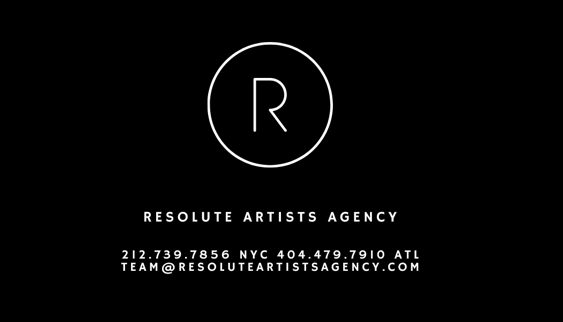 R
RESOLUTE ARTISTS AGENCY
212.739.7856 NYC 404.479.7910 ATL
TEAM@RESOLUTEARTISTSAGENCY.COM